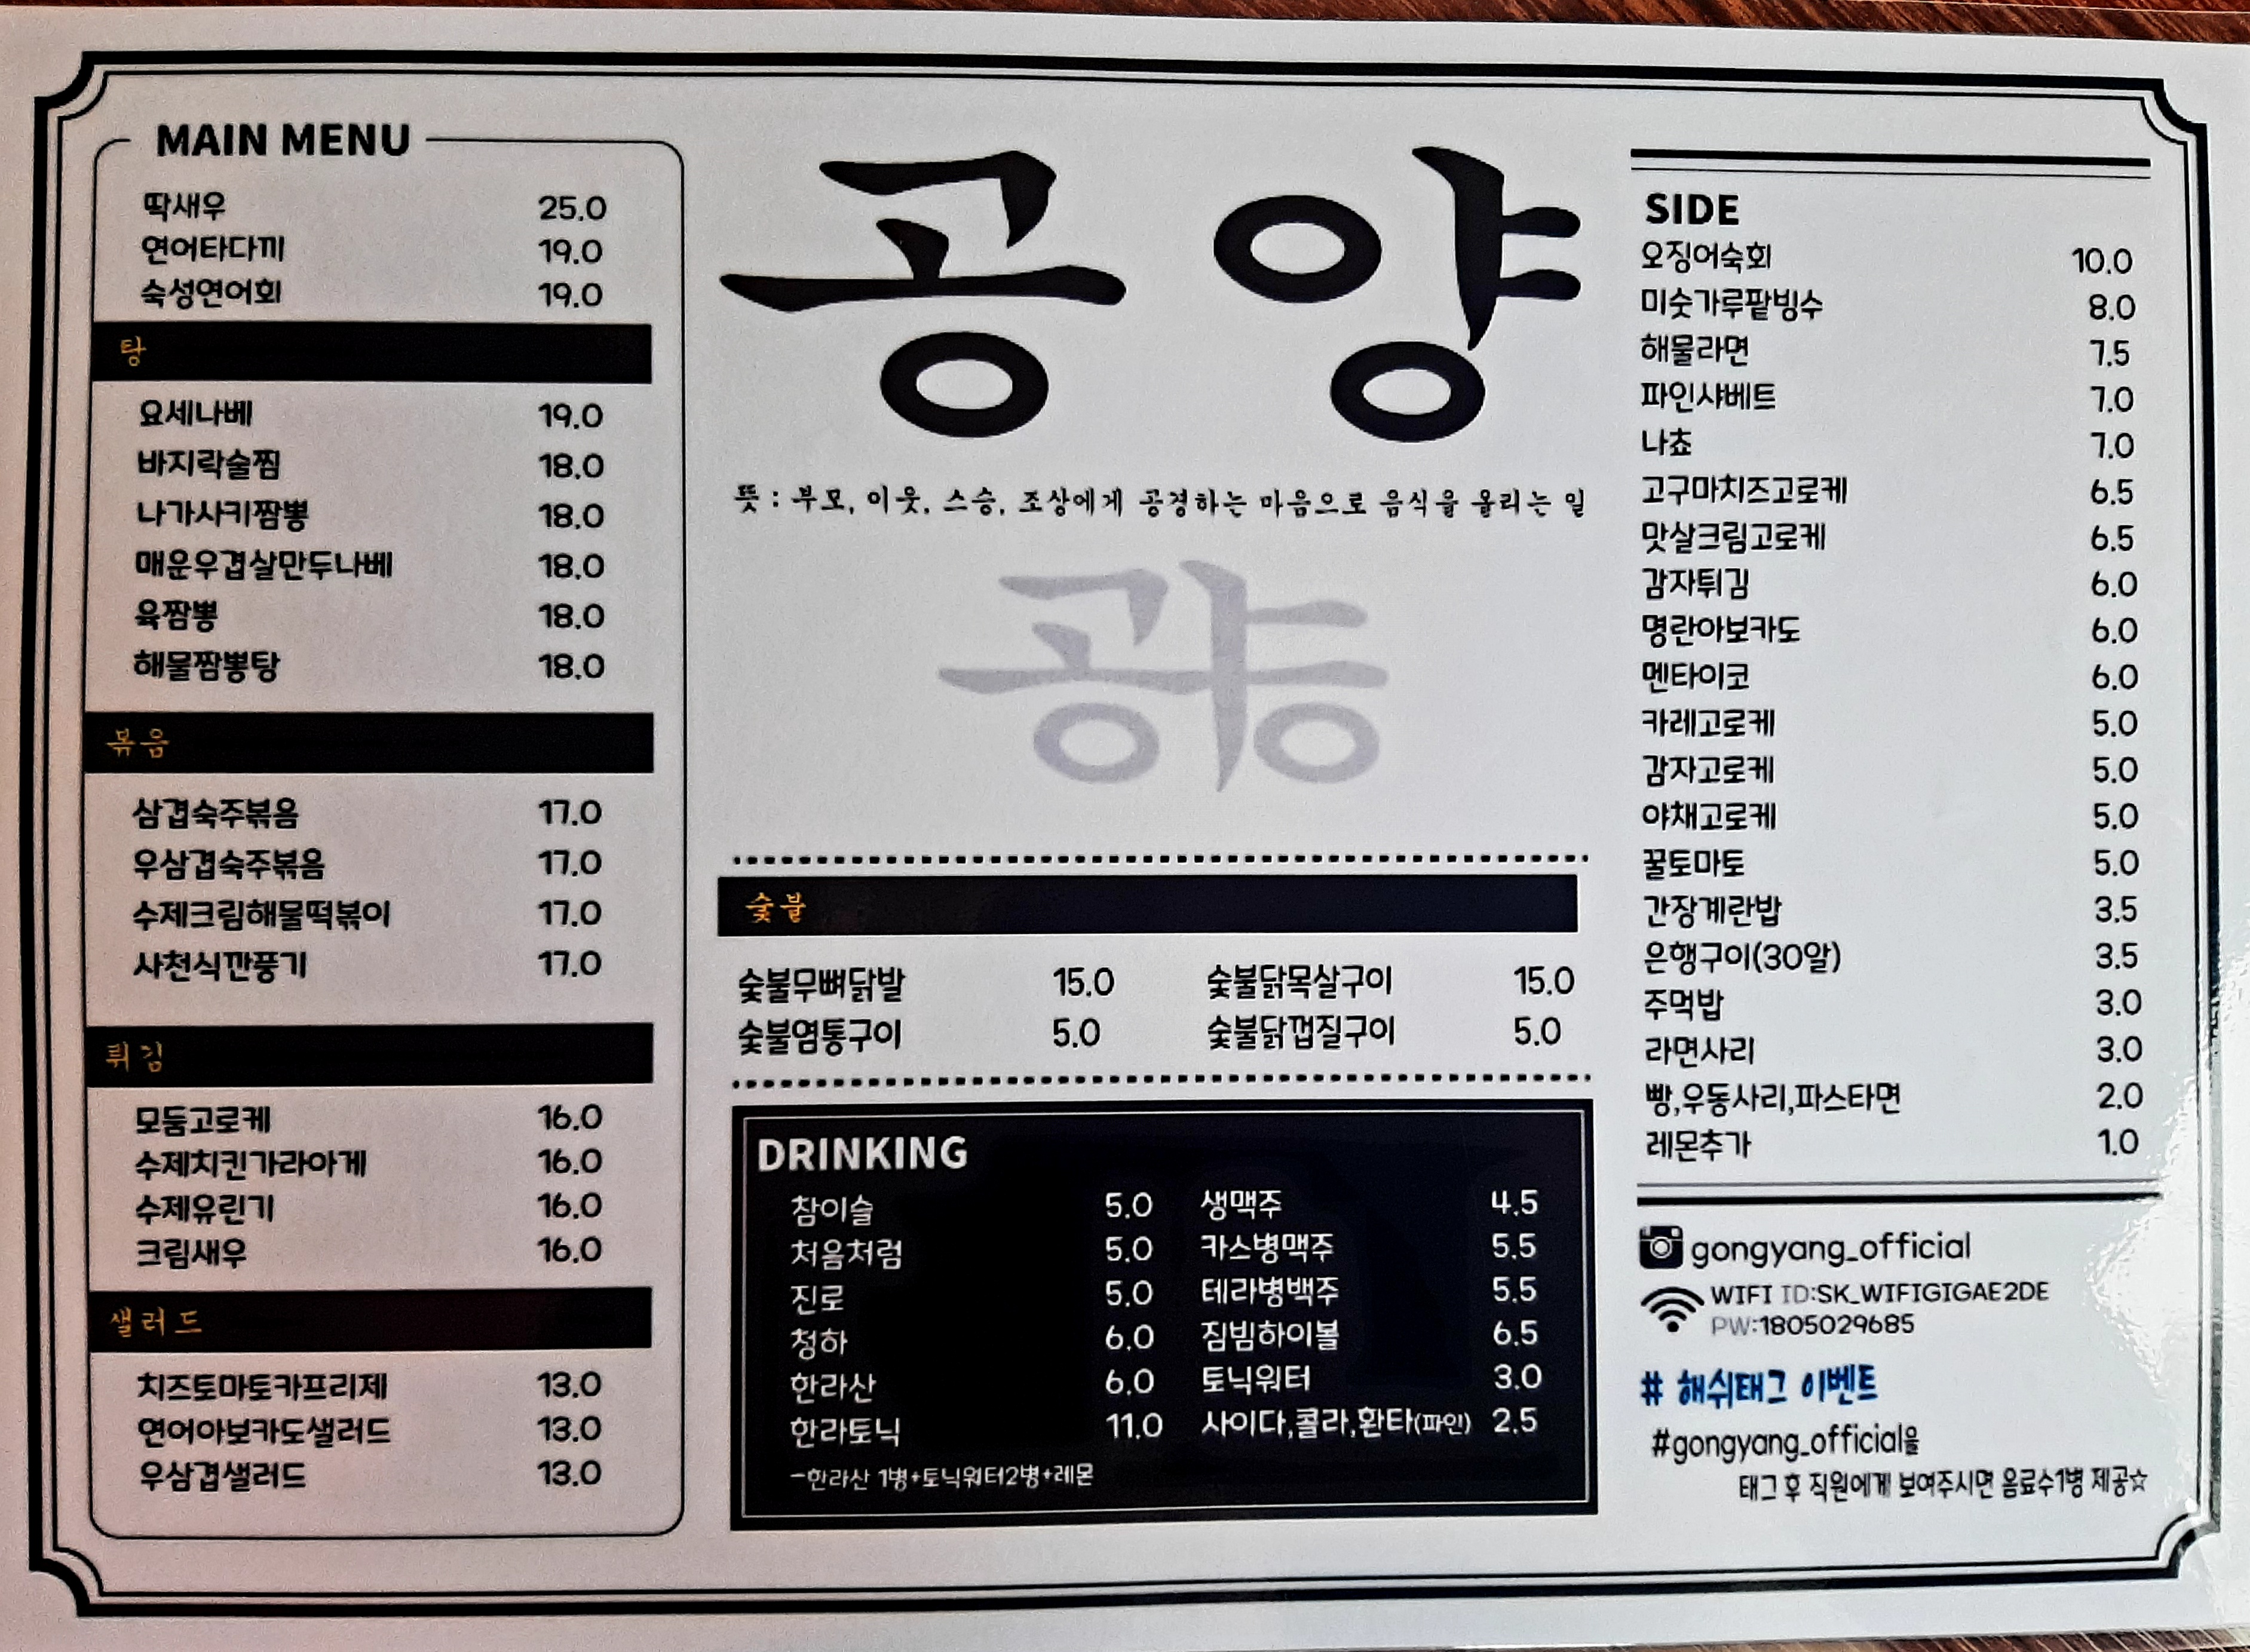 MAIN MENU
딱새우 25.0
연어타다끼 19.0
숙성연어회 19.0
탕
요세나베 19.0
바지락술찜 18.0
나가사키짬뽕 18.0
매운우겹살만두나베 18.0
육짬뽕 18.0
해물짬뽕탕 18.0
볶음
삼겹숙주볶음 17.0
우삼겹숙주볶음 17.0
수제크림해물떡볶이 17.0
사천식깐풍기 17.0
튀김
모둠고로케 16.0
수제치킨가라아게 16.0
수제유린기 16.0
크림새우 16.0
샐러드
치즈토마토카프리제 13.0
연어아보카도샐러드 13.0
우삼겹샐러드 13.0
공양
뜻 : 부모, 이웃, 스승, 조상에게 공경하는 마음으로 음식을 올리는 일
공양
숯불
숯불무뼈닭발 15.0 숯불닭목살구이 15.0
숯불염통구이 5.0 숯불닭껍질구이 5.0
DRINKING
참이슬 5.0 생맥주 4.5
처음처럼 5.0 카스병맥주 5.5
진로 5.0 테라병백주 5.5
청하 6.0 짐빔하이볼 6.5
한라산 6.0 토닉워터 3.0
한라토닉 11.0 사이다,콜라,환타(파인) 2.5
-한라산 1병+토닉워터2병+레몬
SIDE
오징어숙회 10.0
미숫가루팥빙수 8.0
해물라면 7.5
파인샤베트 7.0
나쵸 7.0
고구마치즈고로케 6.5
맛살크림고로케 6.5
감자튀김 6.0
명란아보카도 6.0
멘타이코 6.0
카레고로케 5.0
감자고로케 5.0
야채고로케 5.0
꿀토마토 5.0
간장계란밥 3.5
은행구이(30알) 3.5
주먹밥 3.0
라면사리 3.0
빵,우동사리,파스타면 2.0
레몬추가 1.0
gongyang_official
WIFI ID:SK_WIFIGIGAE2DE
PW:1805029685
# 해쉬태그 이벤트
#gongyang_official을
태그 후 직원에게 보여주시면 음료수1병 제공☆